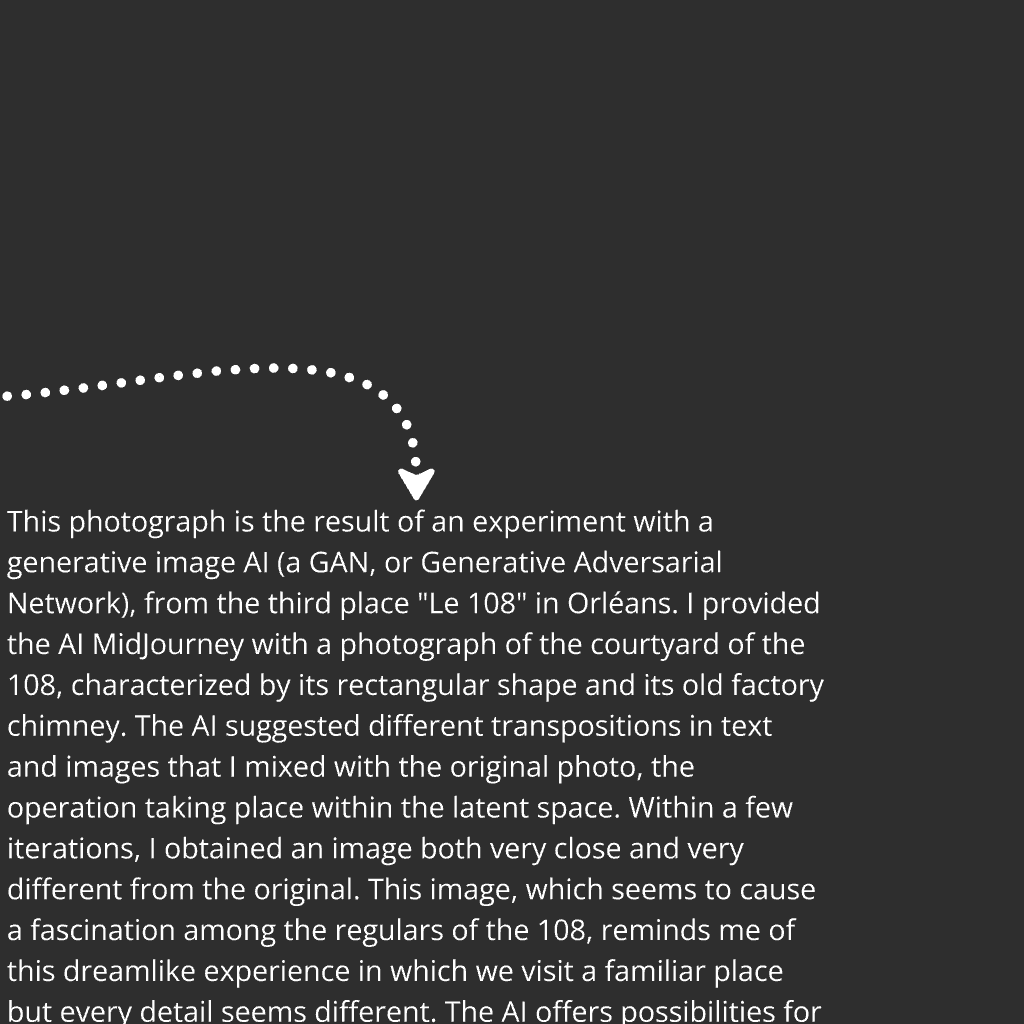 This photograph is the result of an experiment with a
generative image AI (a GAN, or Generative Adversarial
Network), from the third place "Le 108" in Orléans. I provided
the AI MidJourney with a photograph of the courtyard of the
108, characterized by its rectangular shape and its old factory
chimney. The AI suggested different transpositions in text
and images that I mixed with the original photo, the
operation taking place within the latent space. Within a few
iterations, I obtained an image both very close and very
different from the original. This image, which seems to cause
a fascination among the regulars of the 108, reminds me of
this dreamlike experience in which we visit a familiar place
but every detail seems different. The AI offers possibilities for